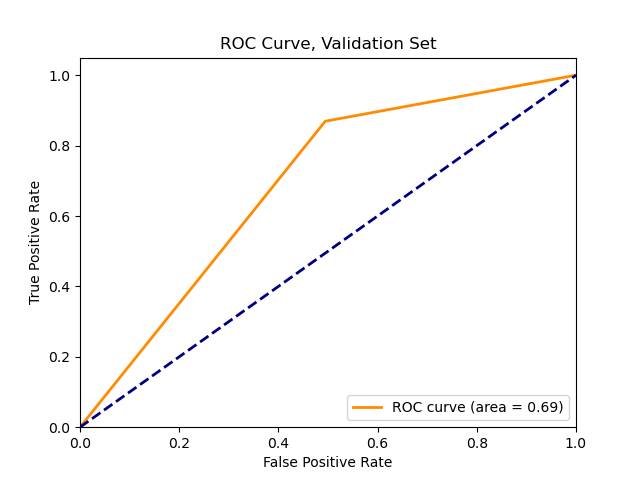 ROC Curve, Validation Set
True Positive Rate
1.0
0.8
0.6
0.4
0.2
0.0
0.0 0.2 0.4 0.6 0.8 1.0
False Positive Rate
ROC curve (area = 0.69)